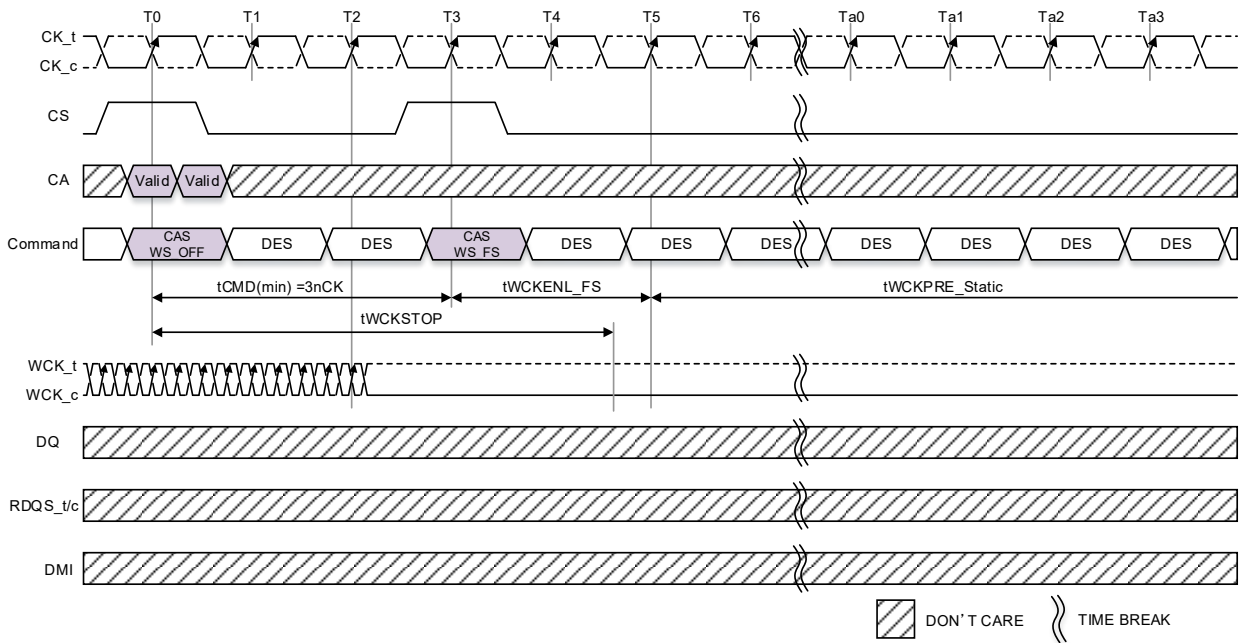 T0 T1 T2 T3 T4 T5 T6 Ta0 Ta1 Ta2 Ta3
CK_t
CK_c
CS
CA Valid Valid
Command CAS WS_OFF DES DES CAS WS_FS DES DES DES DES DES DES DES
tCMD(min) =3nCK tWCKENL_FS tWCKPRE_Static
tWCKSTOP
WCK_t
WCK_c
DQ
RDQS_t/c
DMI
DON'T CARE TIME BREAK